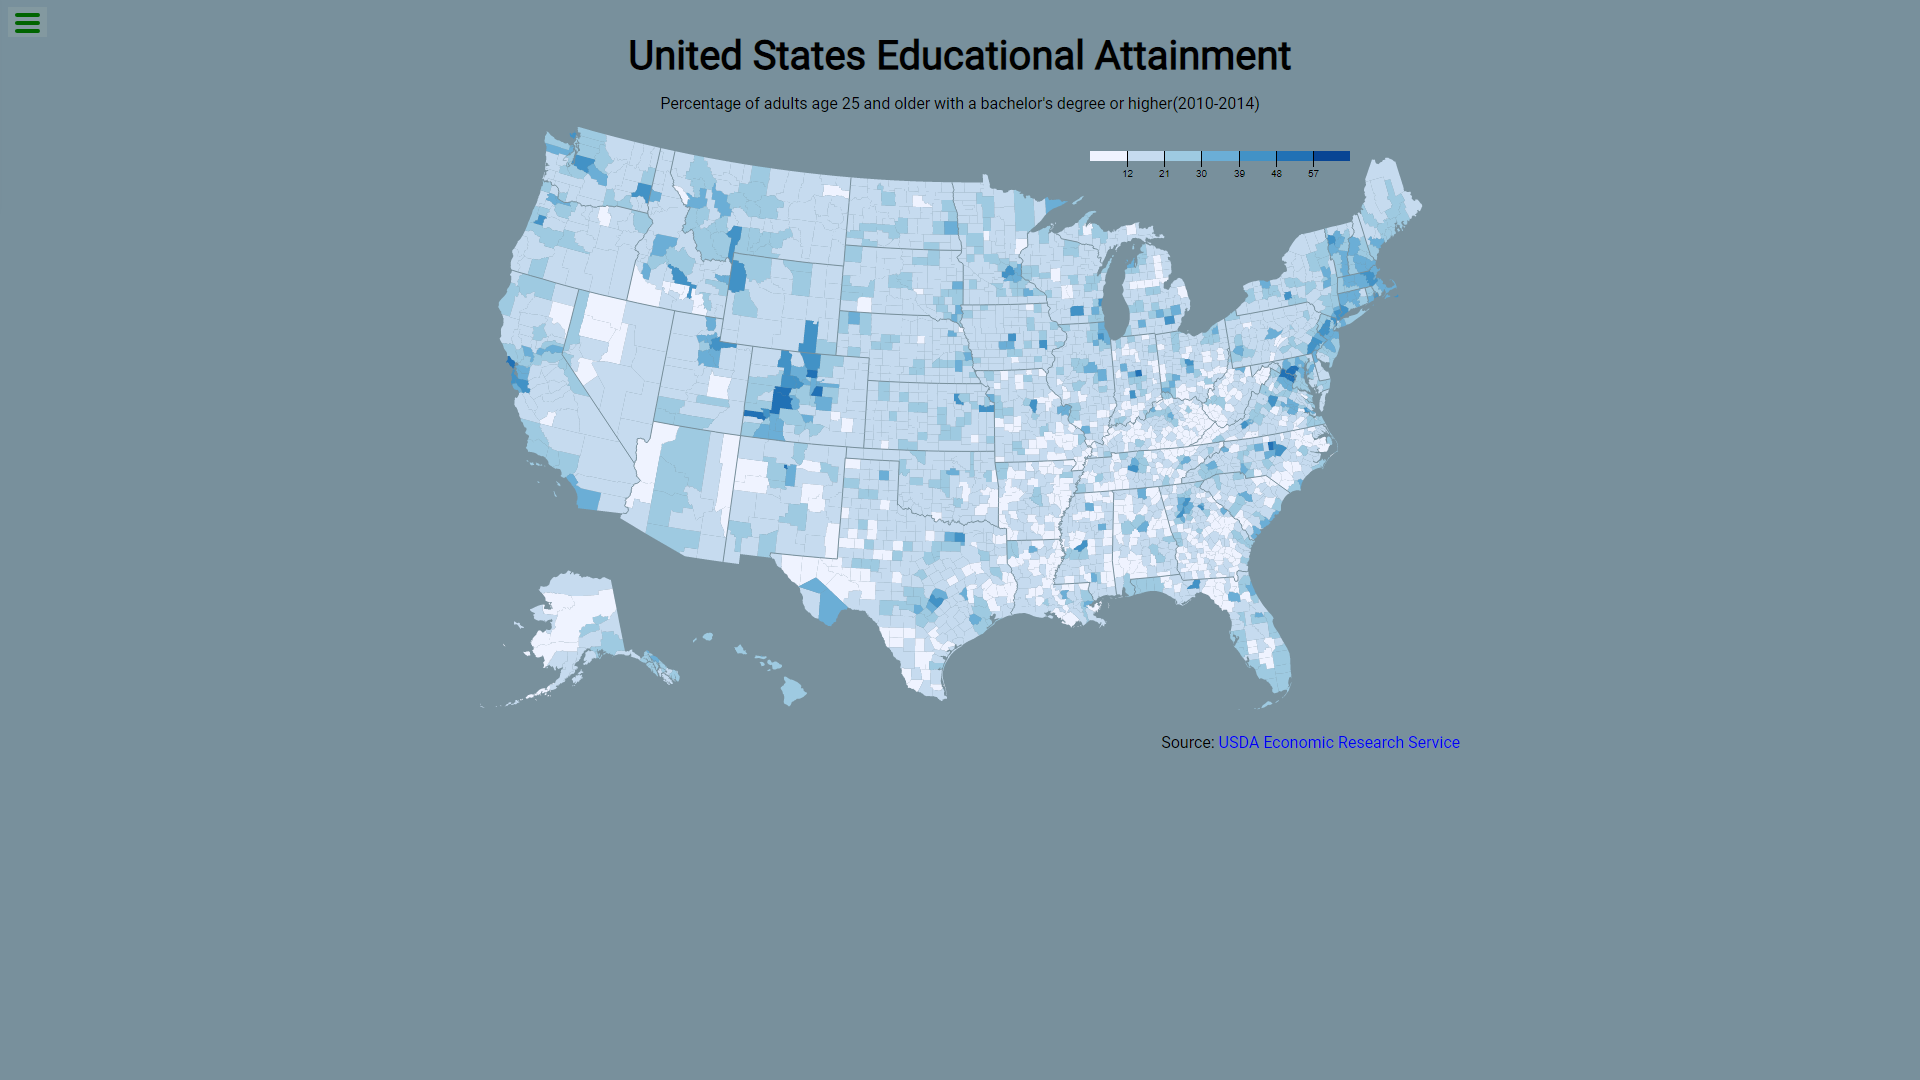 United States Educational Attainment
Percentage of adults age 25 and older with a bachelor's degree or higher(2010-2014)
12 21 30 39 48 57
Source: USDA Economic Research Service